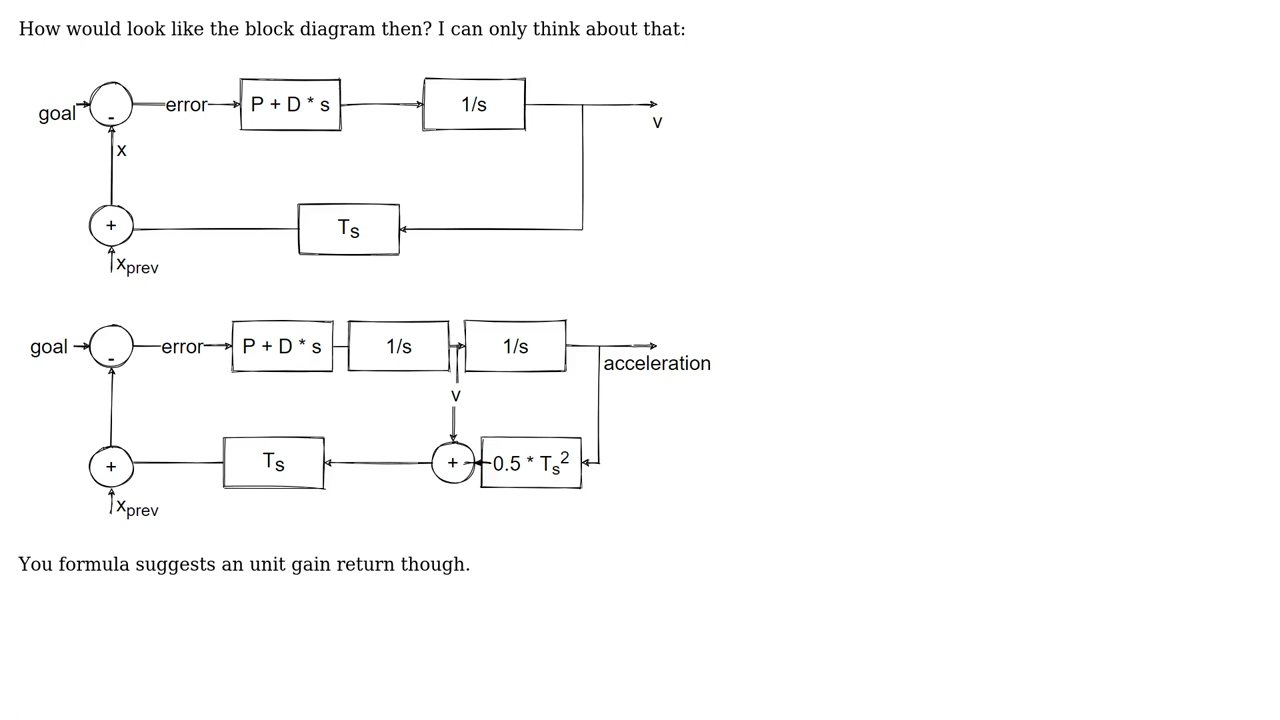 How would look like the block diagram then? I can only think about that:
goal
-
error
P + D * s
1/s
v
x
+
Ts
xprev
goal
-
error
P + D * s
1/s
1/s
acceleration
v
+
Ts
+
0.5 * Ts2
xprev
You formula suggests an unit gain return though.